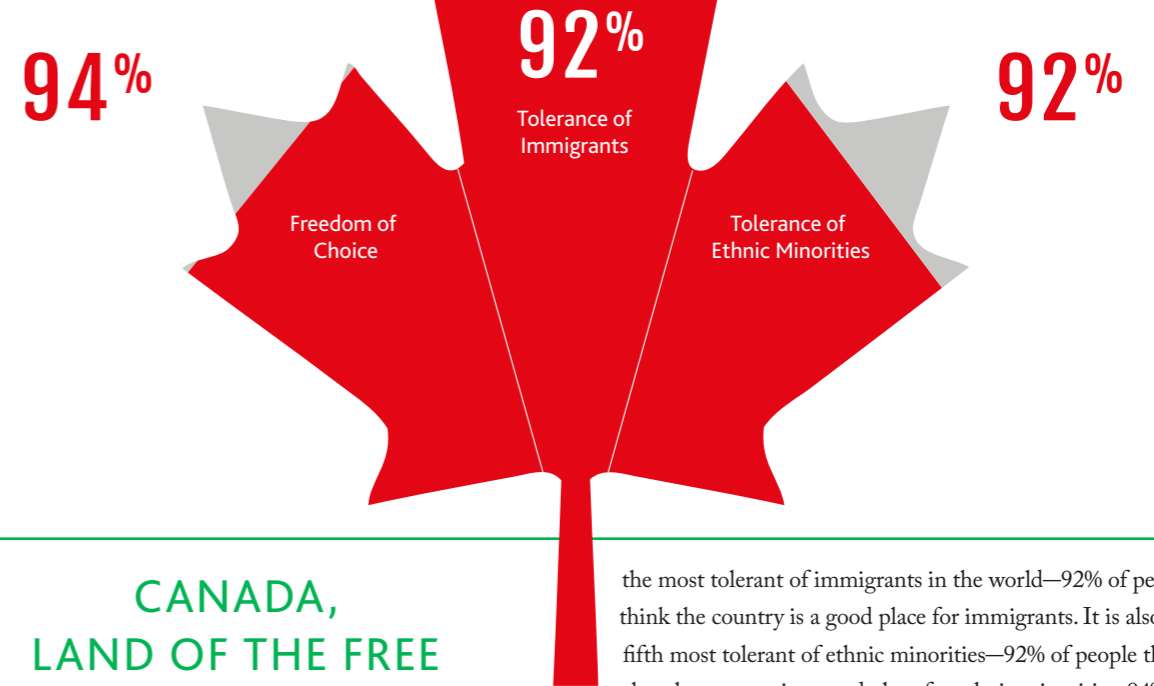 94%
92%
92%
Tolerance of
Immigrants
Freedom of
Choice
Tolerance of
Ethnic Minorities
CANADA,
LAND OF THE FREE
the most tolerant of immigrants in the world—92% of
think the country is a good place for immigrants. It is
fifth most tolerant of ethnic minorities—92% of people